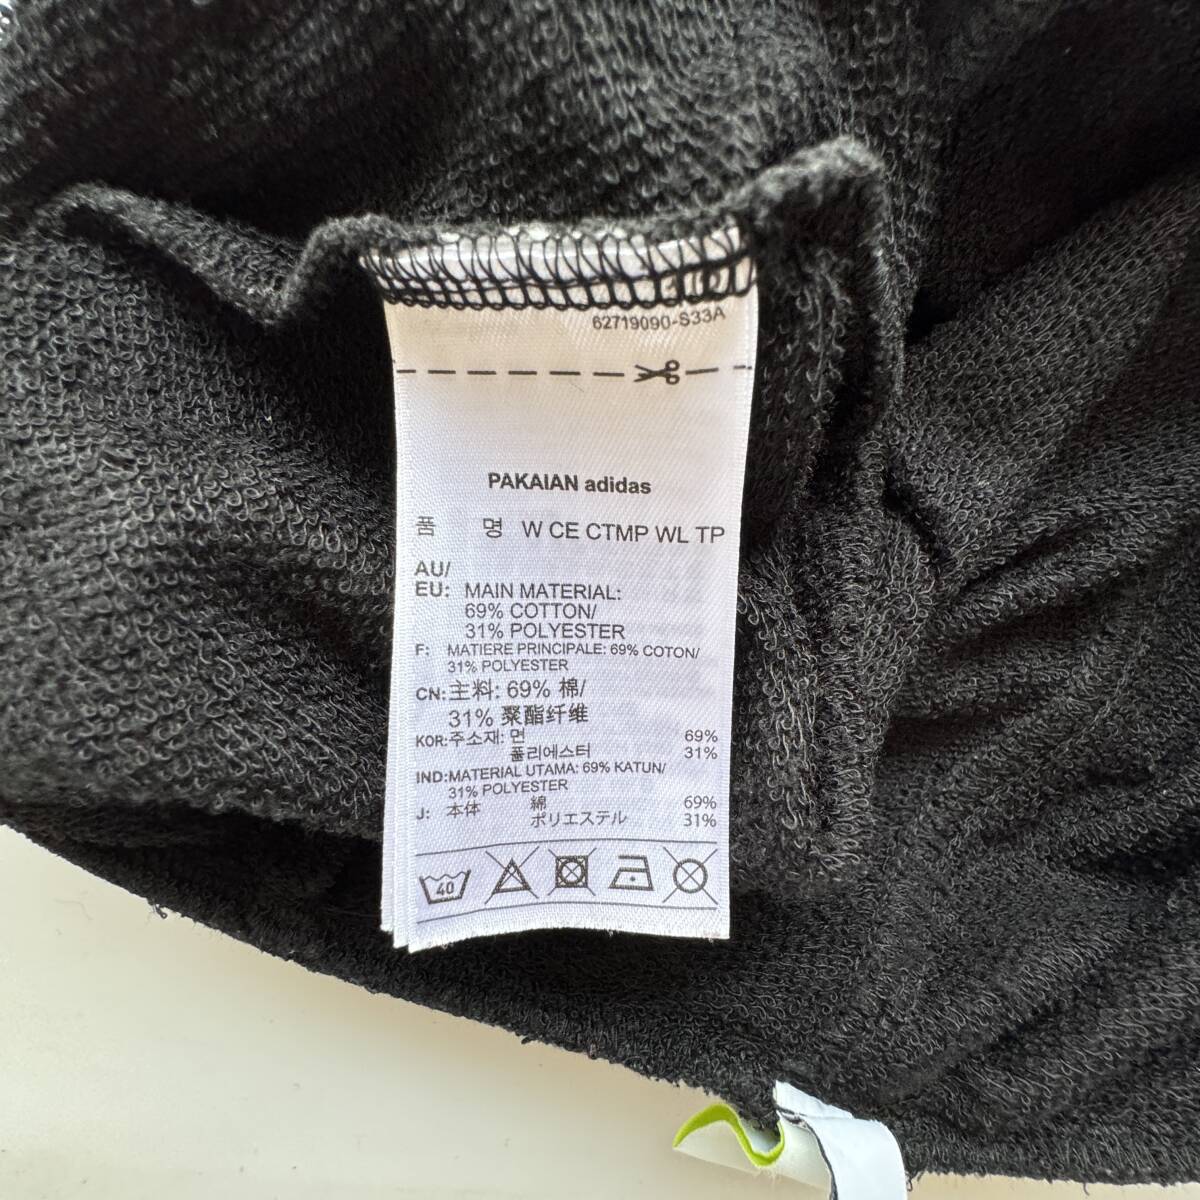 62719090-S33A
PAKAIAN adidas
품 명 W CE CTMP WL TP
AU/
EU: MAIN MATERIAL:
69% COTTON/
31% POLYESTER
F: MATIERE PRINCIPALE: 69% COTON/
31% POLYESTER
CN:主料: 69% 棉/
31% 聚酯纤维
KOR:주소재: 면 69%
폴리에스터 31%
IND:MATERIAL UTAMA: 69% KATUN/
31% POLYESTER
J: 本体 綿 69%
ポリエステル 31%
40